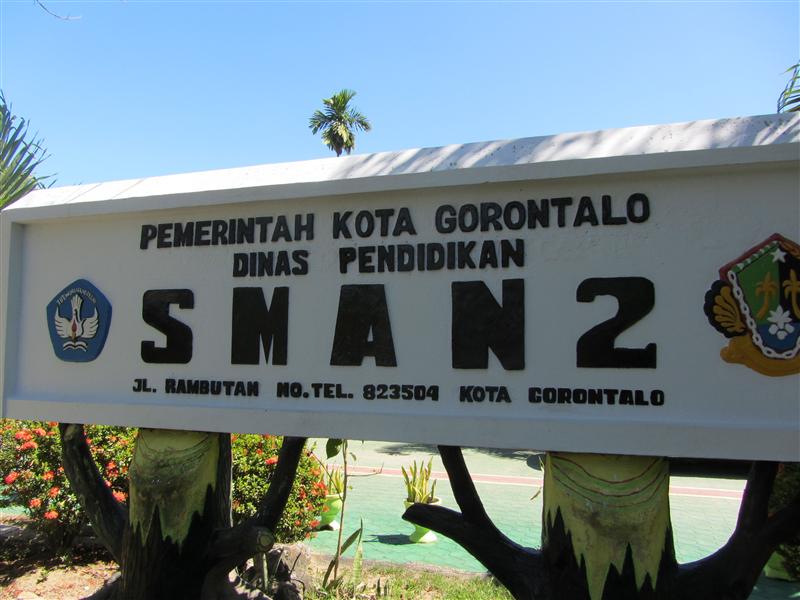 PEMERINTAH KOTA GORONTALO
DINAS PENDIDIKAN
SMAN 2
JL. RAMBUTAN NO. TEL. 823504 KOTA GORONTALO